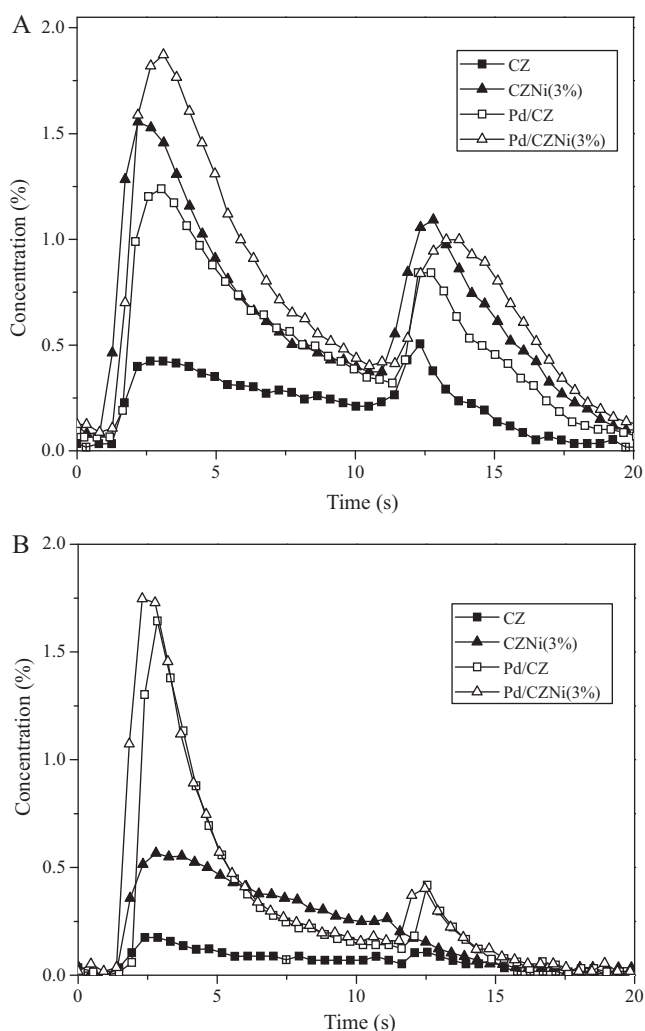 A
2.0
1.5
1.0
0.5
0.0
Concentration (%)
CZ
CZNi(3%)
Pd/CZ
Pd/CZNi(3%)
0
5
10
15
20
Time (s)
B
2.0
1.5
1.0
0.5
0.0
Concentration (%)
CZ
CZNi(3%)
Pd/CZ
Pd/CZNi(3%)
0
5
10
15
20
Time (s)